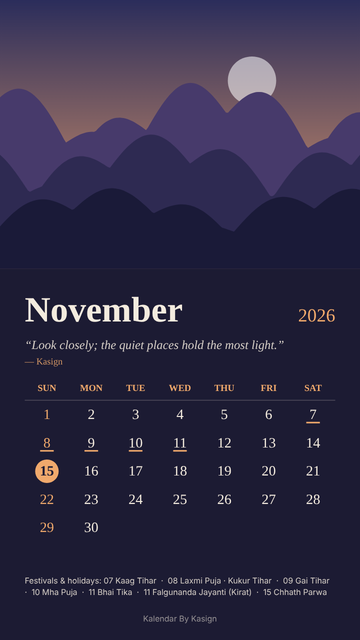 November 2026
“Look closely; the quiet places hold the most light.”
— Kasign
SUN MON TUE WED THU FRI SAT
1 2 3 4 5 6 7
8 9 10 11 12 13 14
15 16 17 18 19 20 21
22 23 24 25 26 27 28
29 30
Festivals & holidays: 07 Kaag Tihar · 08 Laxmi Puja · Kukur Tihar · 09 Gai Tihar
· 10 Mha Puja · 11 Bhai Tika · 11 Falgunanda Jayanti (Kirat) · 15 Chhath Parwa
Kalendar By Kasign